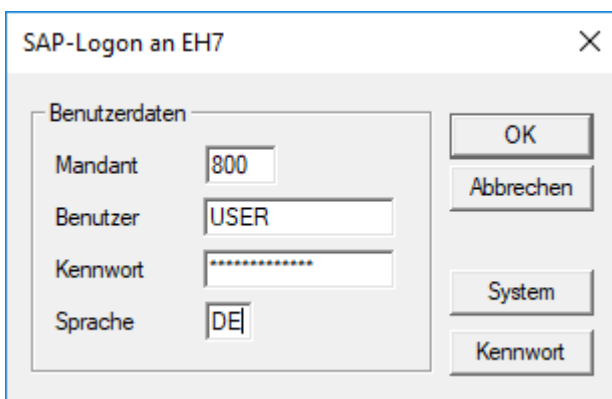 SAP-Logon an EH7
Benutzerdaten
Mandant 800
Benutzer USER
Kennwort *************
Sprache DE
OK
Abbrechen
System
Kennwort